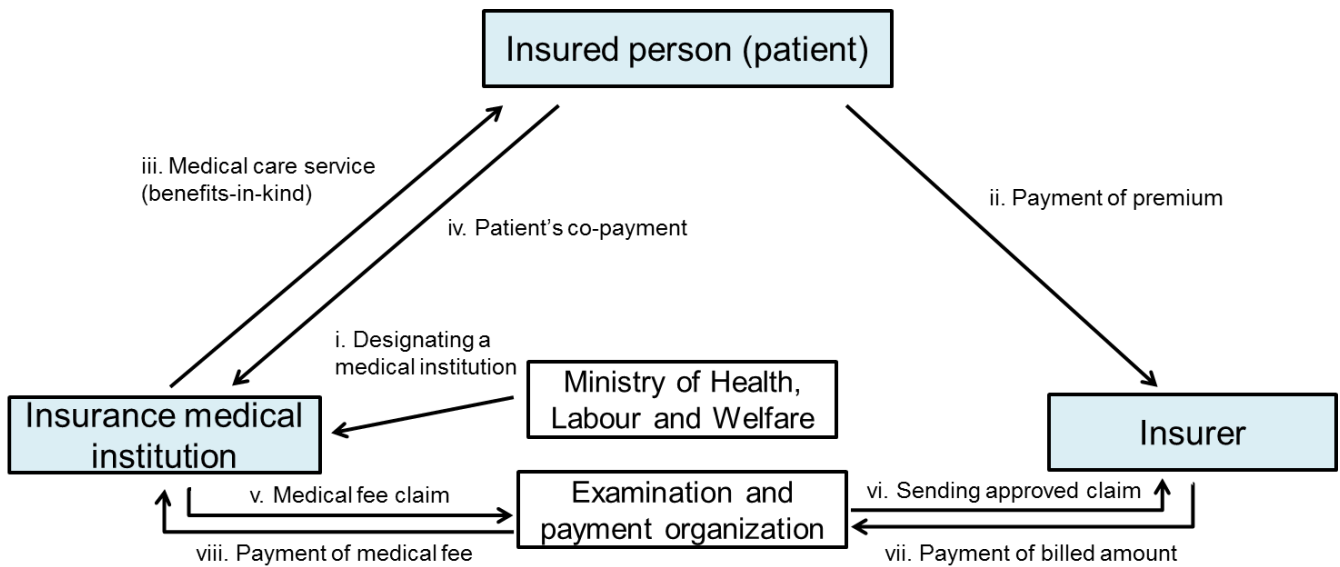 Insured person (patient)
iii. Medical care service
(benefits-in-kind)
ii. Payment of premium
iv. Patient’s co-payment
i. Designating a
medical institution
Ministry of Health,
Labour and Welfare
Insurance medical
institution
Insurer
v. Medical fee claim
Examination and
payment organization
vi. Sending approved claim
viii. Payment of medical fee
vii. Payment of billed amount